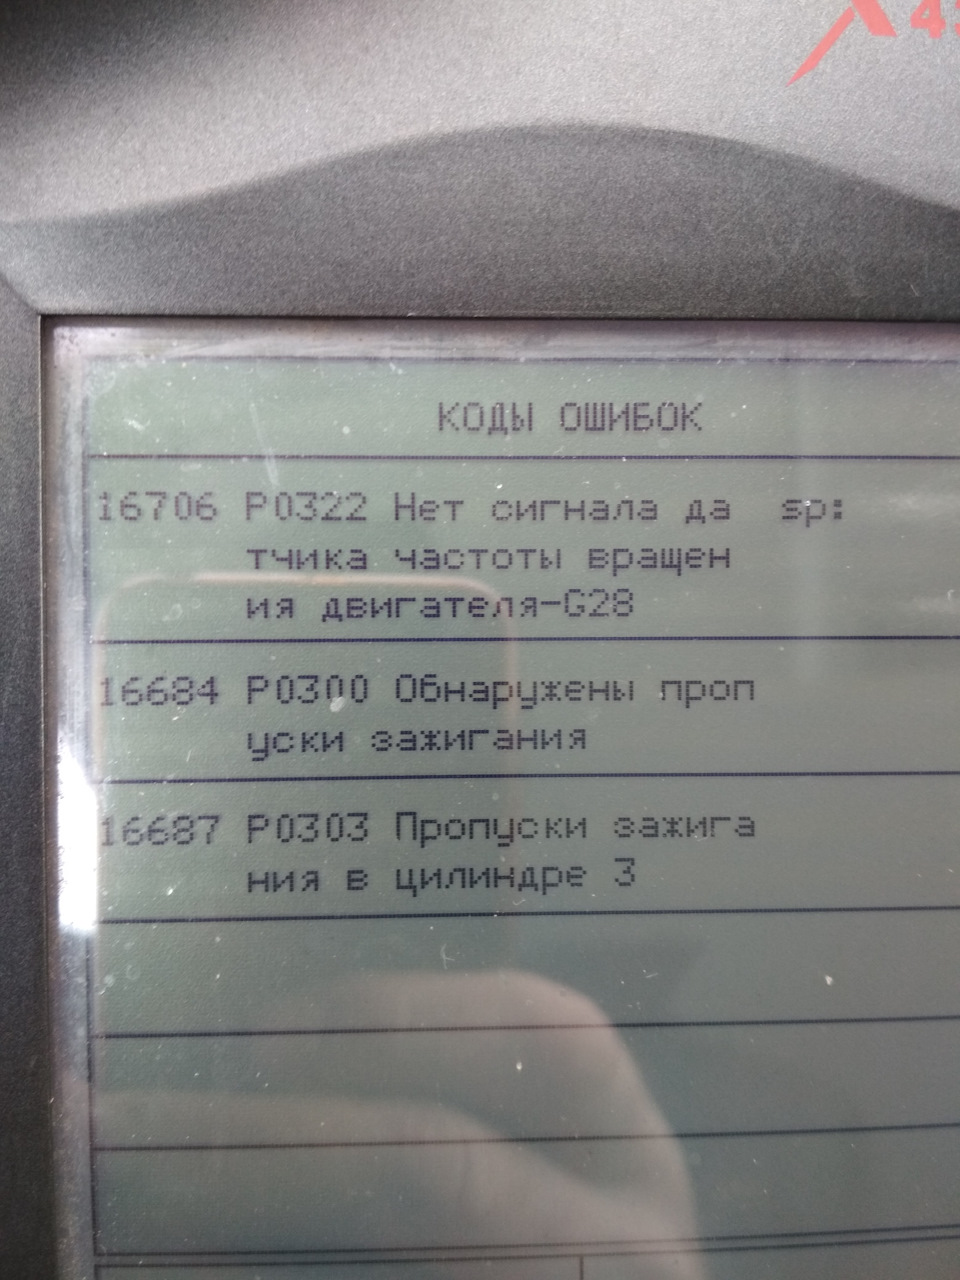 X43
КОДЫ ОШИБОК
16706 P0322 Нет сигнала да sp:
тчика частоты вращен
ия двигателя-G28
16684 P0300 Обнаружены проп
уски зажигания
16687 P0303 Пропуски зажига
ния в цилиндре 3